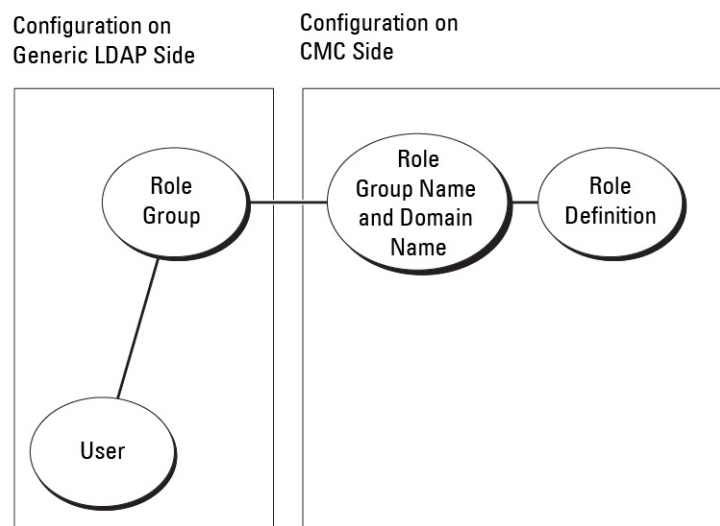 Configuration on
Generic LDAP Side
Configuration on
CMC Side
Role
Group
Role
Group Name
and Domain
Name
Role
Definition
User